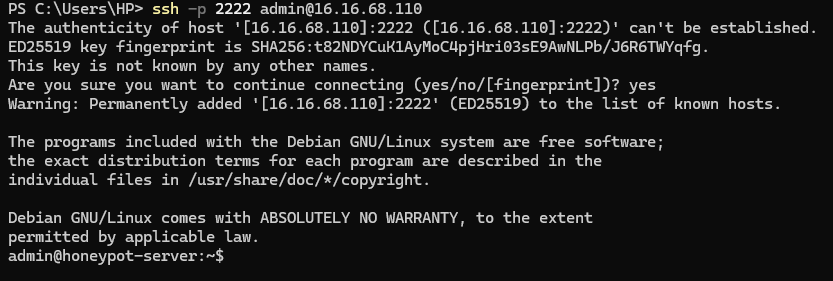 PS C:\Users\HP> ssh -p 2222 admin@16.16.68.110
The authenticity of host '[16.16.68.110]:2222 ([16.16.68.110]:2222)' can't be established.
ED25519 key fingerprint is SHA256:t82NDYCuK1AyMoC4pjHri03sE9AwNLPb/J6R6TWYqfg.
This key is not known by any other names.
Are you sure you want to continue connecting (yes/no/[fingerprint])? yes
Warning: Permanently added '[16.16.68.110]:2222' (ED25519) to the list of known hosts.

The programs included with the Debian GNU/Linux system are free software;
the exact distribution terms for each program are described in the
individual files in /usr/share/doc/*/copyright.

Debian GNU/Linux comes with ABSOLUTELY NO WARRANTY, to the extent
permitted by applicable law.
admin@honeypot-server:~$